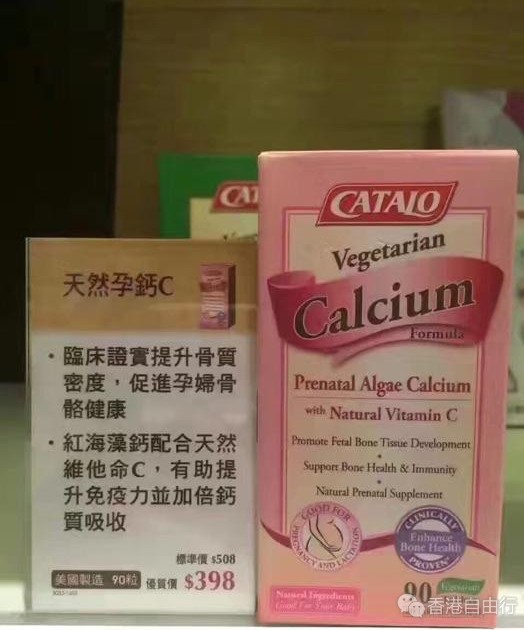 天然孕鈣C
• 臨床證實提升骨質
密度，促進孕婦骨
骼健康
• 紅海藻鈣配合天然
維他命C，有助提
升免疫力並加倍鈣
質吸收
標準價 $508
美國製造 90粒 優質價 $398
CATALO
Vegetarian
Calcium
Formula
Prenatal Algae Calcium
with Natural Vitamin C
Promote Fetal Bone Tissue Development
•
Support Bone Health & Immunity
•
Natural Prenatal Supplement
GOOD FOR
PREGNANCY AND LACTATION
CLINICALLY
Enhance
Bone Health
PROVEN
Natural Ingredients
Good For Your Baby
90 Vegetarian
香港自由行